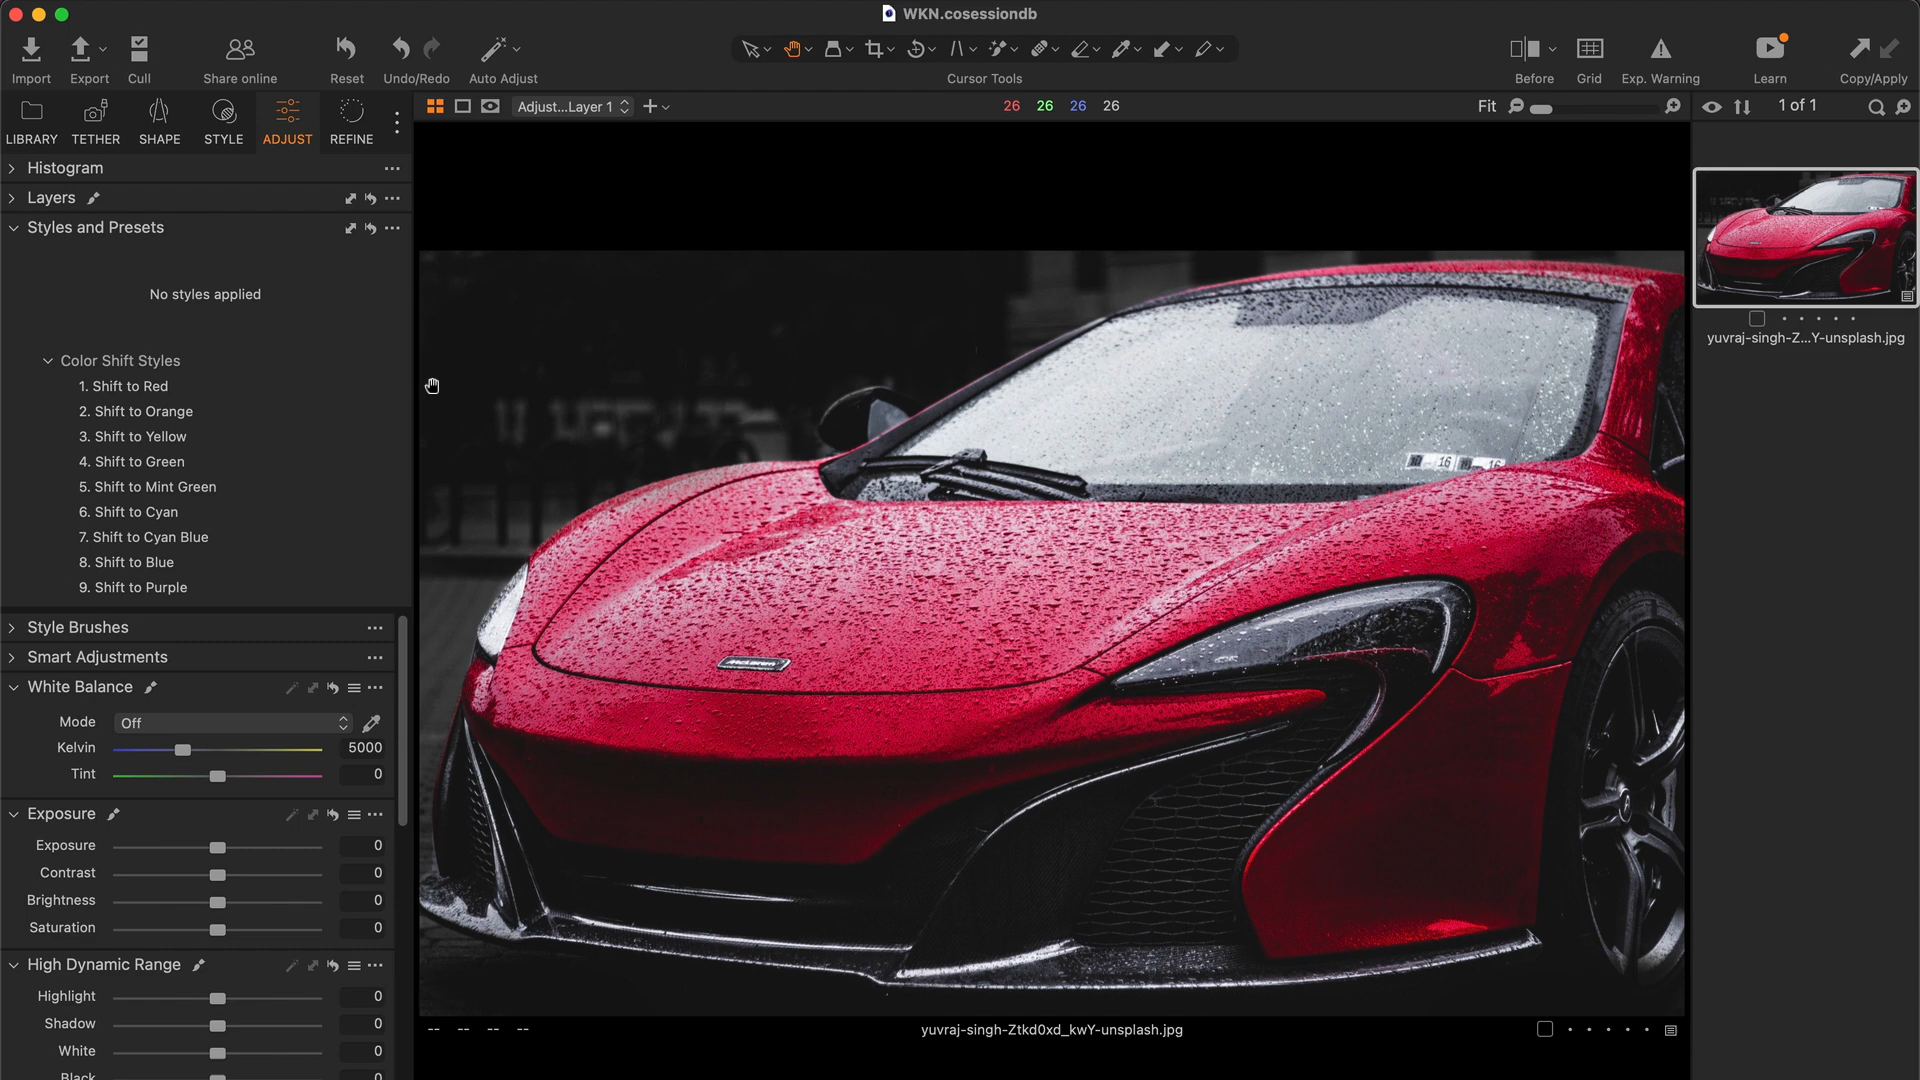 WKN.cosessiondb
Import
Export
Cull
Share online
Reset
Undo/Redo
Auto Adjust
Cursor Tools
Before
Grid
Exp. Warning
Learn
Copy/Apply
LIBRARY
TETHER
SHAPE
STYLE
ADJUST
REFINE
Adjust...Layer 1
26 26 26 26
Fit
1 of 1
Histogram
Layers
Styles and Presets
No styles applied
Color Shift Styles
1. Shift to Red
2. Shift to Orange
3. Shift to Yellow
4. Shift to Green
5. Shift to Mint Green
6. Shift to Cyan
7. Shift to Cyan Blue
8. Shift to Blue
9. Shift to Purple
Style Brushes
Smart Adjustments
White Balance
Mode Off
Kelvin 5000
Tint 0
Exposure
Exposure 0
Contrast 0
Brightness 0
Saturation 0
High Dynamic Range
Highlight 0
Shadow 0
White 0
Black 0
16 16
McLaren
-- -- -- --
yuvraj-singh-Ztkd0xd_kwY-unsplash.jpg
yuvraj-singh-Z...Y-unsplash.jpg